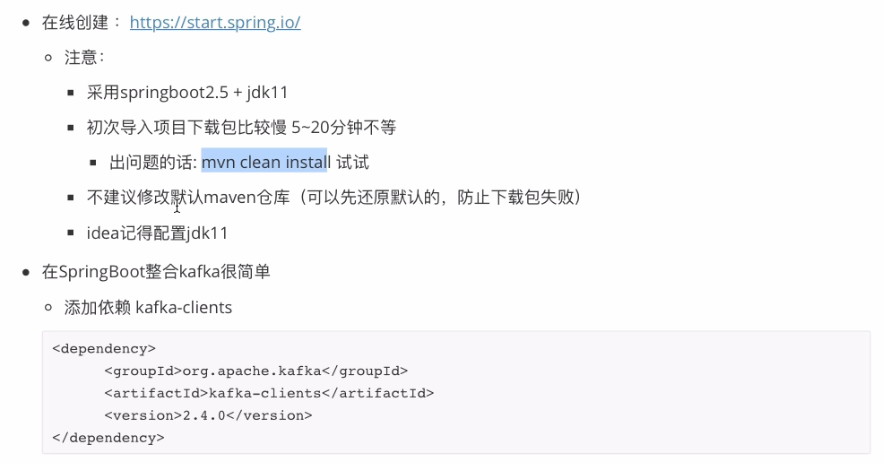 在线创建： https://start.spring.io/
注意：
采用springboot2.5 + jdk11
初次导入项目下载包比较慢 5~20分钟不等
出问题的话: mvn clean install 试试
不建议修改默认maven仓库（可以先还原默认的，防止下载包失败）
idea记得配置jdk11
在SpringBoot整合kafka很简单
添加依赖 kafka-clients
<dependency>
<groupId>org.apache.kafka</groupId>
<artifactId>kafka-clients</artifactId>
<version>2.4.0</version>
</dependency>